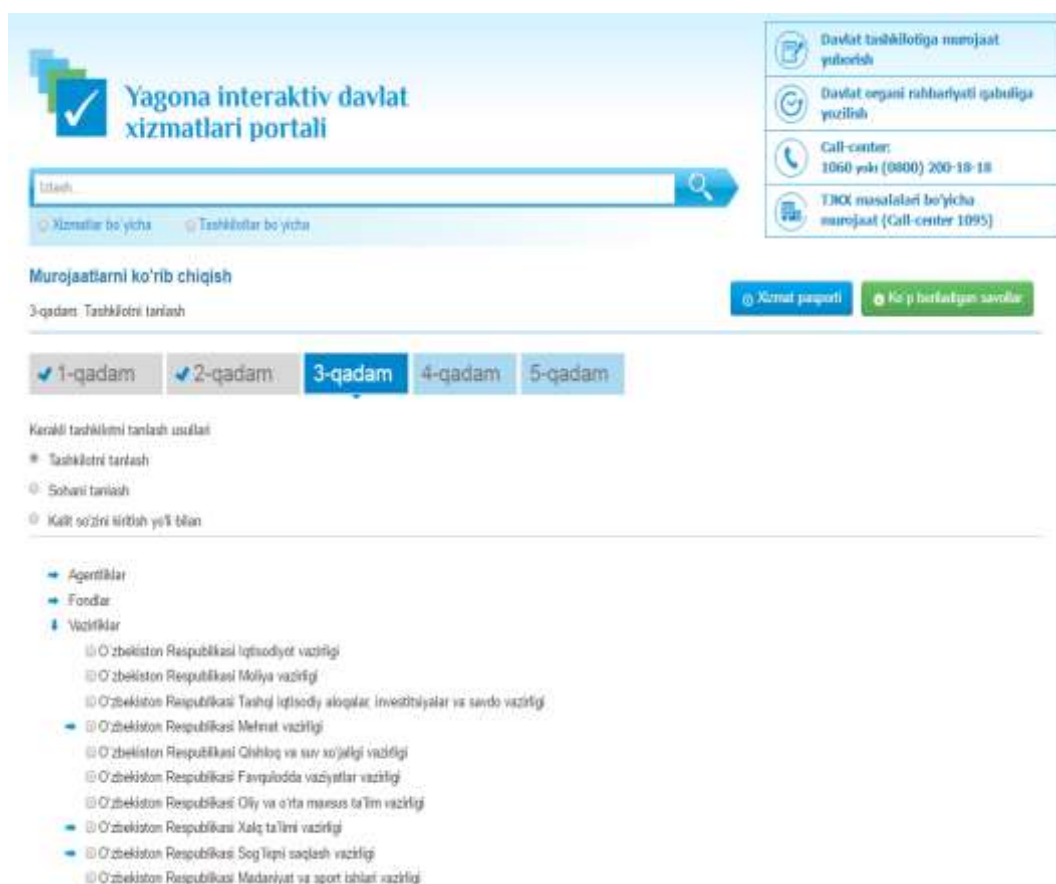 Yagona interaktiv davlat
xizmatlari portali
Davlat tashkilotiga murojaat
yuborish
Davlat organi rahbariyati qabuliga
yozilish
Call-center:
1060 yoki (0800) 200-18-18
TJKX masalalari bo'yicha
murojaat (Call-center 1095)
Izlash...
Xizmatlar bo'yicha
Tashkilotlar bo'yicha
Murojaatlarni ko'rib chiqish
3-qadam: Tashkilotni tanlash
Xizmat pasporti
Ko'p beriladigan savollar
1-qadam
2-qadam
3-qadam
4-qadam
5-qadam
Kerakli tashkilotni tanlash usullari
Tashkilotni tanlash
Sohani tanlash
Kalit so'zini kiritish yo'li bilan
Agentliklar
Fondlar
Vazirliklar
O'zbekiston Respublikasi Iqtisodiyot vazirligi
O'zbekiston Respublikasi Moliya vazirligi
O'zbekiston Respublikasi Tashqi iqtisodiy aloqalar, investitsiyalar va savdo vazirligi
O'zbekiston Respublikasi Mehnat vazirligi
O'zbekiston Respublikasi Qishloq va suv xo'jaligi vazirligi
O'zbekiston Respublikasi Favqulodda vaziyatlar vazirligi
O'zbekiston Respublikasi Oliy va o'rta maxsus ta'lim vazirligi
O'zbekiston Respublikasi Xalq ta'limi vazirligi
O'zbekiston Respublikasi Sog'liqni saqlash vazirligi
O'zbekiston Respublikasi Madaniyat va sport ishlari vazirligi